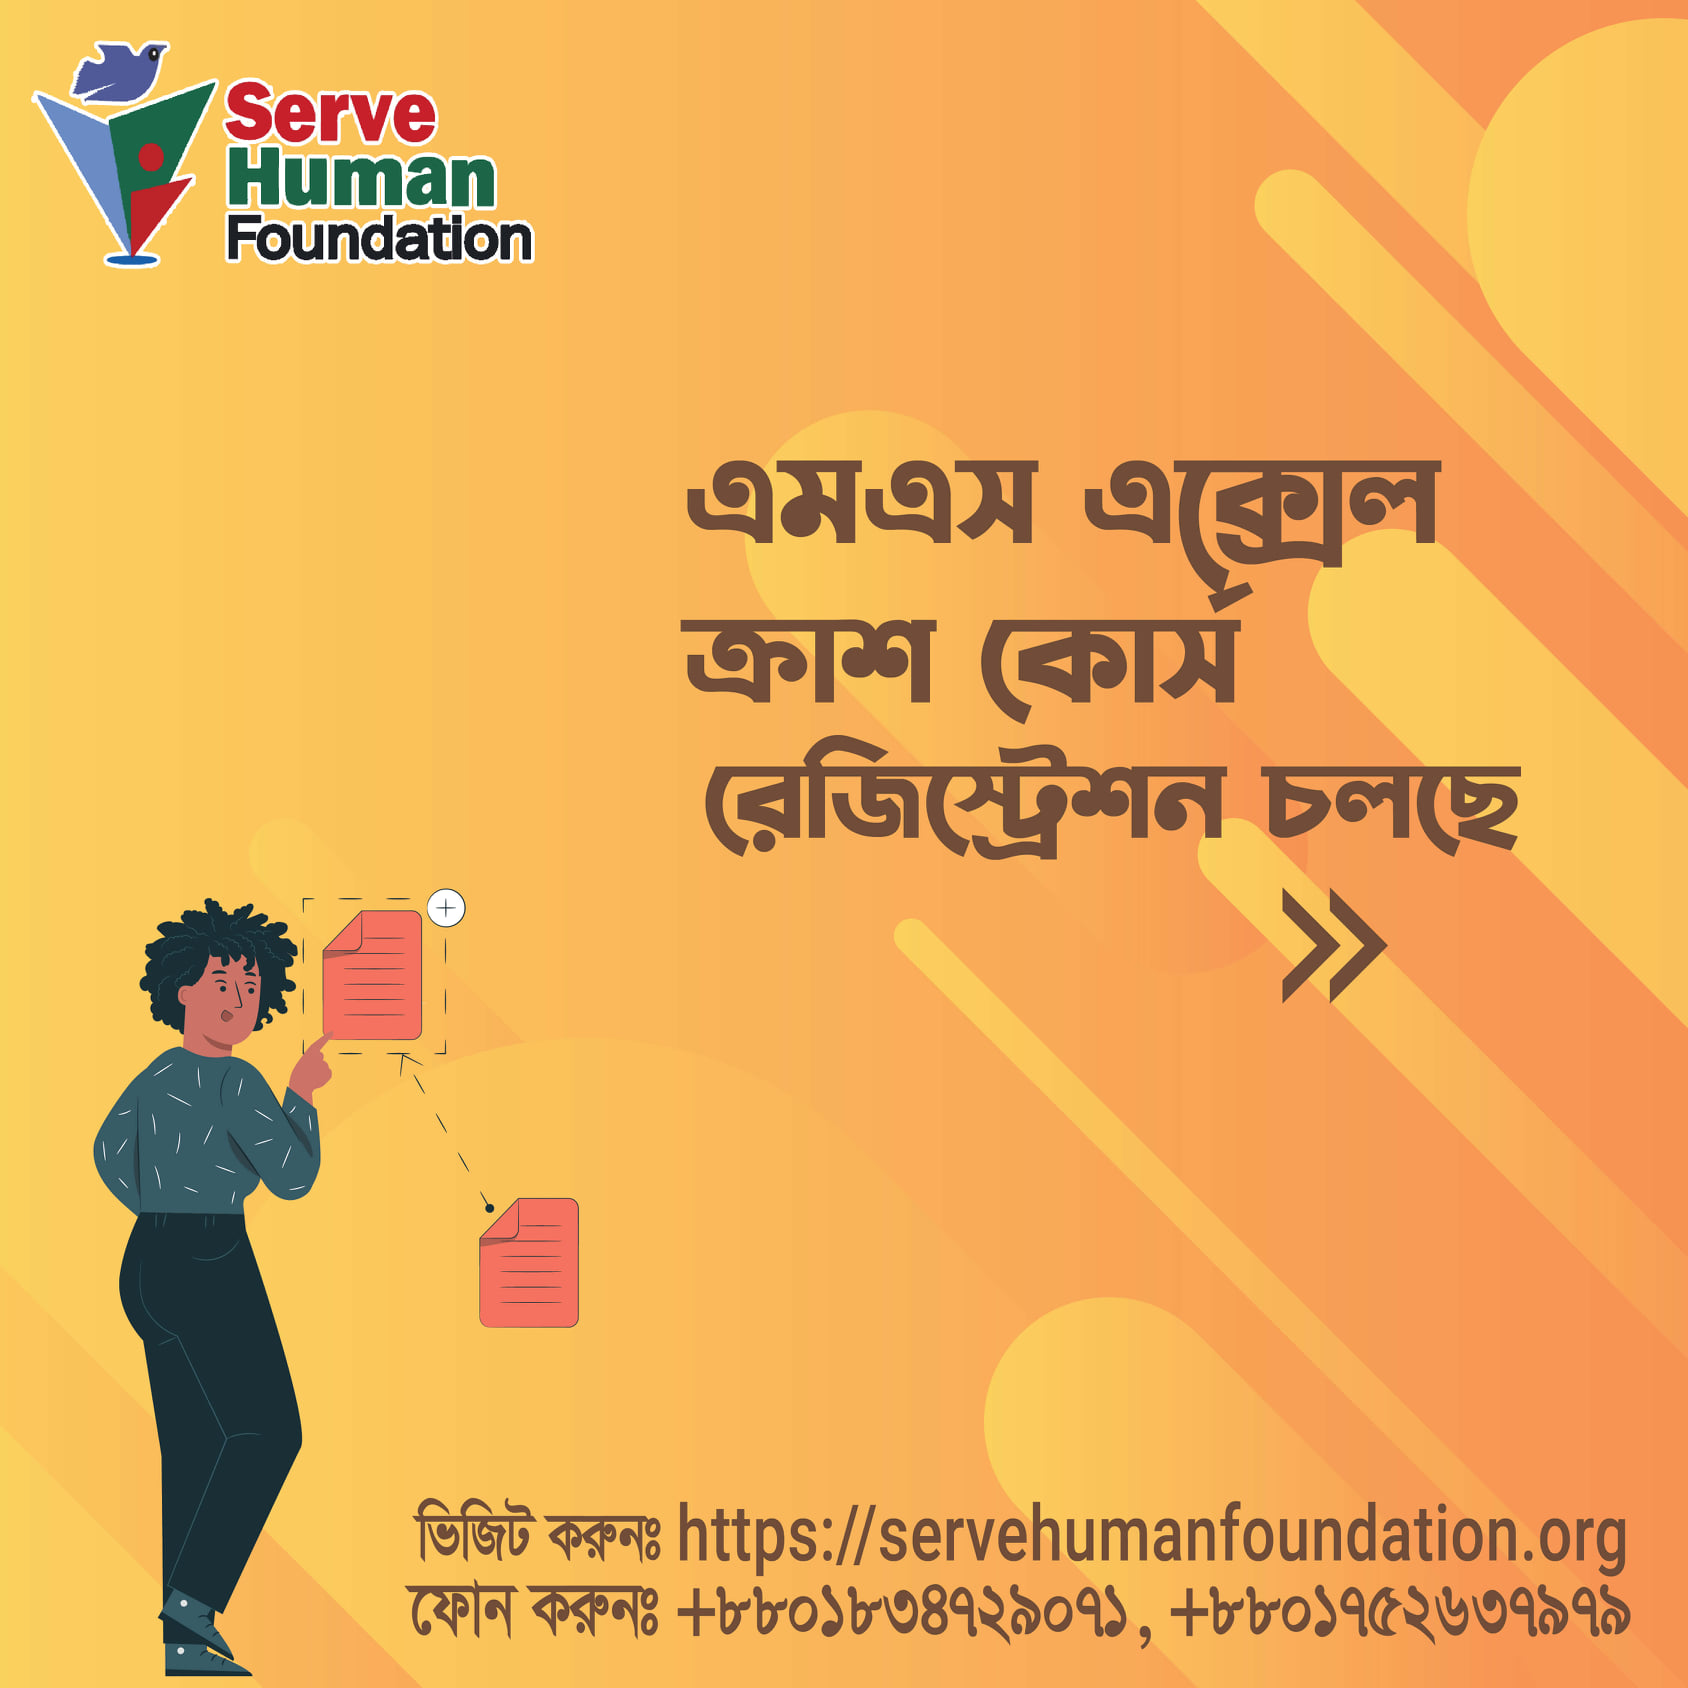 Serve
Human
Foundation
এমএস এক্সেল
ক্রাশ কোর্স
রেজিস্ট্রেশন চলছে
ভিজিট করুনঃ https://servehumanfoundation.org
ফোন করুনঃ +৮৮০১৮৩৪৭২৯০৭১, +৮৮০১৭৫২৬৩৭৯৭৯